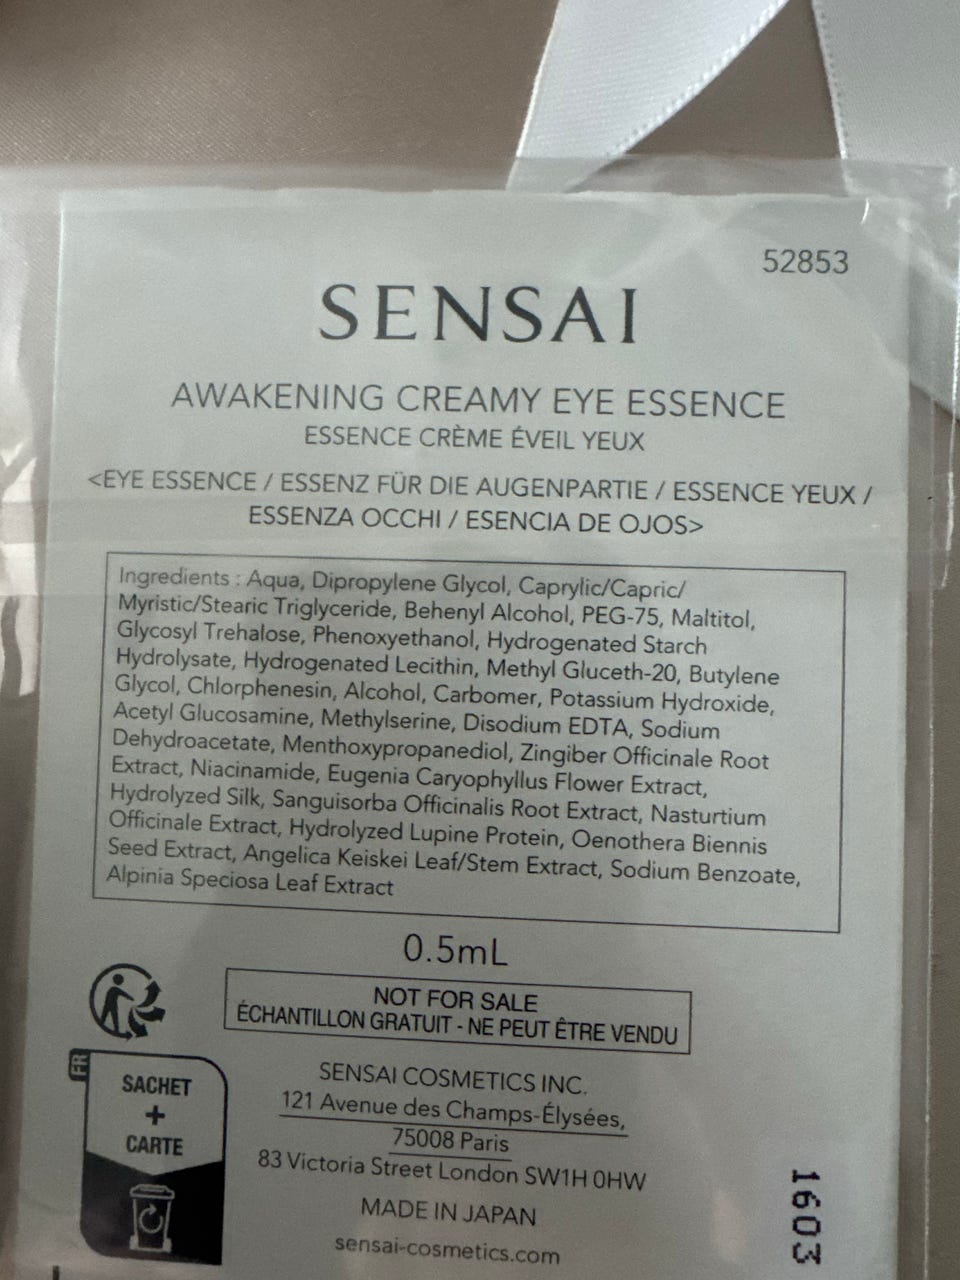 52853
SENSAI
AWAKENING CREAMY EYE ESSENCE
ESSENCE CRÈME ÉVEIL YEUX
<EYE ESSENCE / ESSENZ FÜR DIE AUGENPARTIE / ESSENCE YEUX /
ESSENZA OCCHI / ESENCIA DE OJOS>
Ingredients : Aqua, Dipropylene Glycol, Caprylic/Capric/
Myristic/Stearic Triglyceride, Behenyl Alcohol, PEG-75, Maltitol,
Glycosyl Trehalose, Phenoxyethanol, Hydrogenated Starch
Hydrolysate, Hydrogenated Lecithin, Methyl Gluceth-20, Butylene
Glycol, Chlorphenesin, Alcohol, Carbomer, Potassium Hydroxide,
Acetyl Glucosamine, Methylserine, Disodium EDTA, Sodium
Dehydroacetate, Menthoxypropanediol, Zingiber Officinale Root
Extract, Niacinamide, Eugenia Caryophyllus Flower Extract,
Hydrolyzed Silk, Sanguisorba Officinalis Root Extract, Nasturtium
Officinale Extract, Hydrolyzed Lupine Protein, Oenothera Biennis
Seed Extract, Angelica Keiskei Leaf/Stem Extract, Sodium Benzoate,
Alpinia Speciosa Leaf Extract
0.5mL
NOT FOR SALE
ÉCHANTILLON GRATUIT - NE PEUT ÊTRE VENDU
FR
SACHET
+
CARTE
SENSAI COSMETICS INC.
121 Avenue des Champs-Élysées,
75008 Paris
83 Victoria Street London SW1H 0HW
MADE IN JAPAN
sensai-cosmetics.com
1603